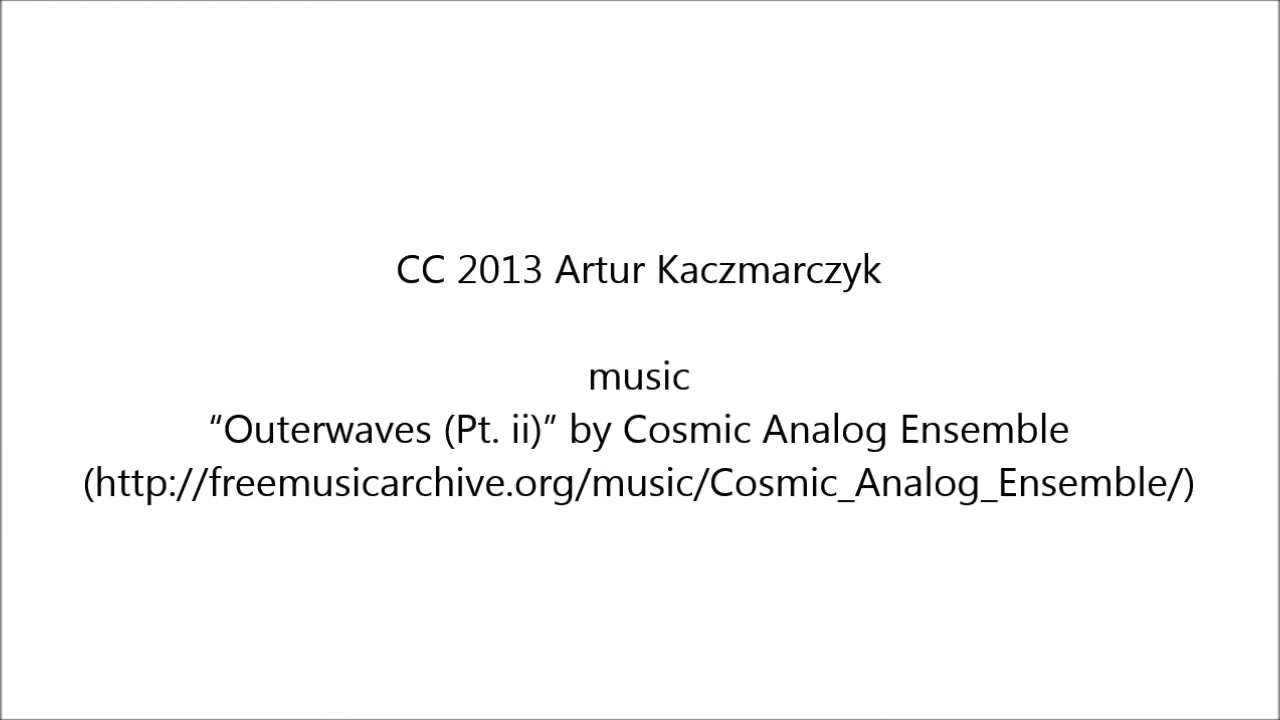 CC 2013 Artur Kaczmarczyk
music
“Outerwaves (Pt. ii)” by Cosmic Analog Ensemble
(http://freemusicarchive.org/music/Cosmic_Analog_Ensemble/)